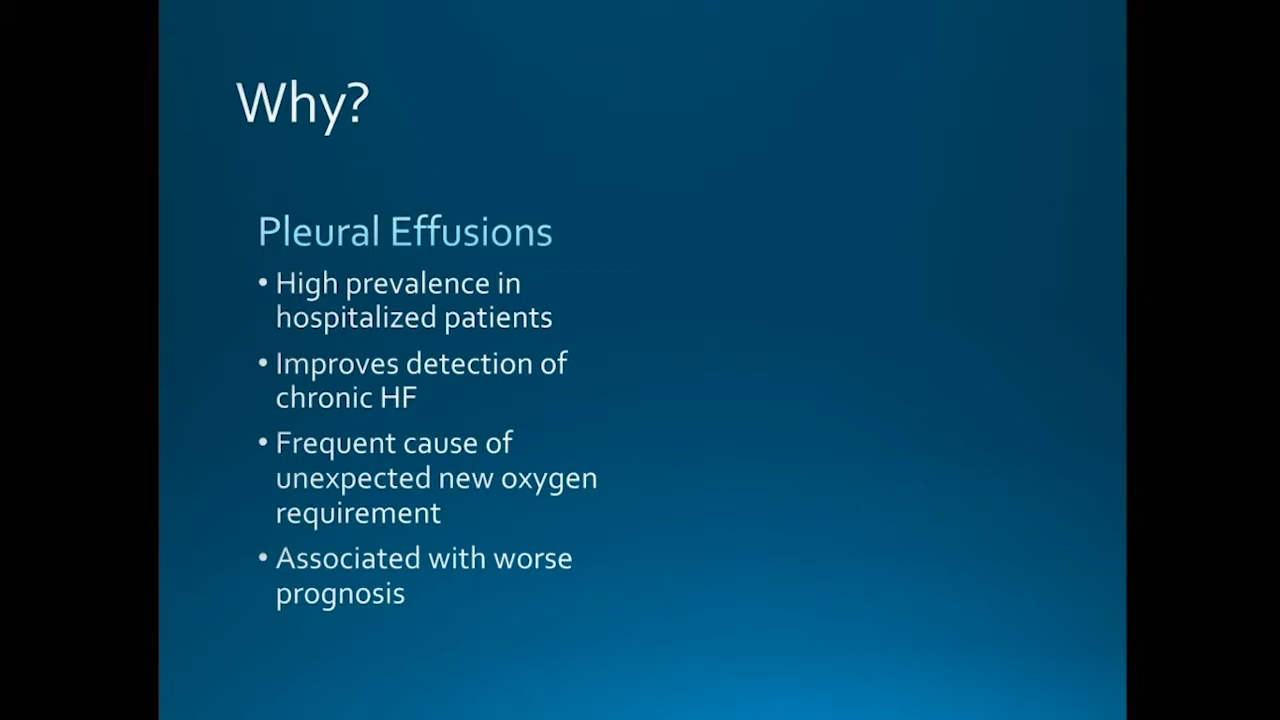 Why?
Pleural Effusions
• High prevalence in
hospitalized patients
• Improves detection of
chronic HF
• Frequent cause of
unexpected new oxygen
requirement
• Associated with worse
prognosis